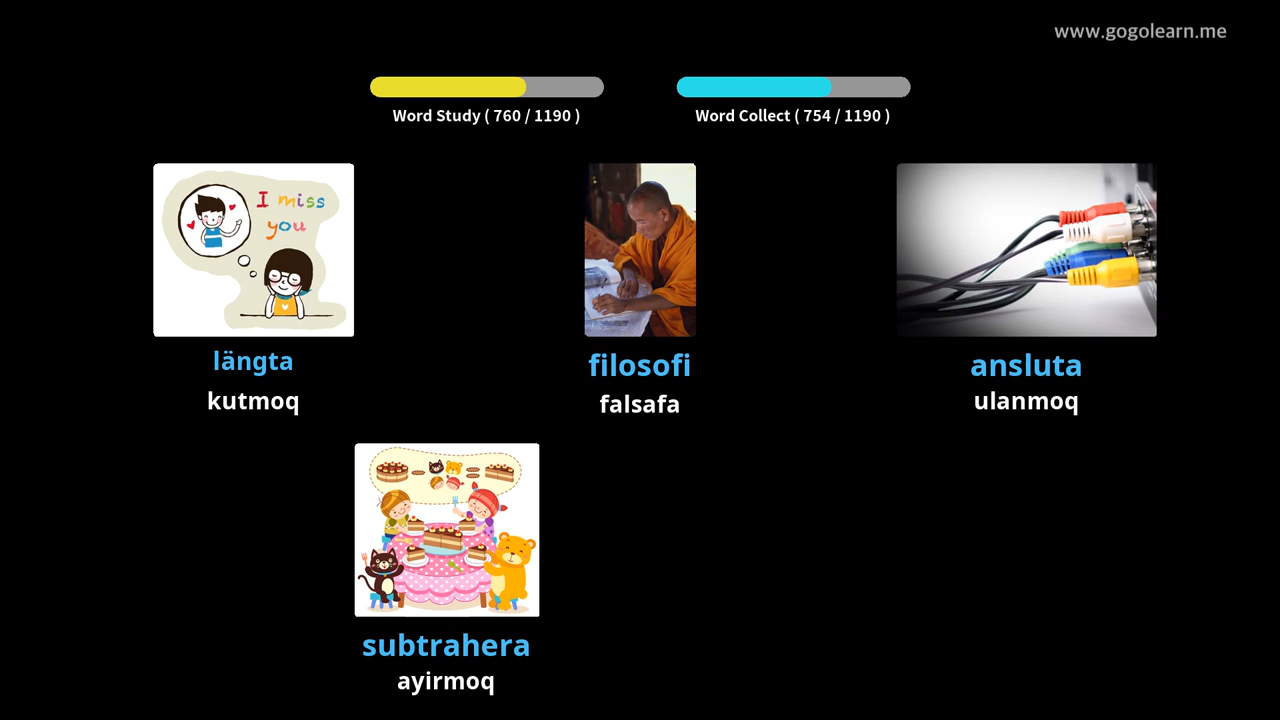 www.gogolearn.me
Word Study ( 760 / 1190 )
Word Collect ( 754 / 1190 )
I miss
you
längta
kutmoq
filosofi
falsafa
ansluta
ulanmoq
subtrahera
ayirmoq